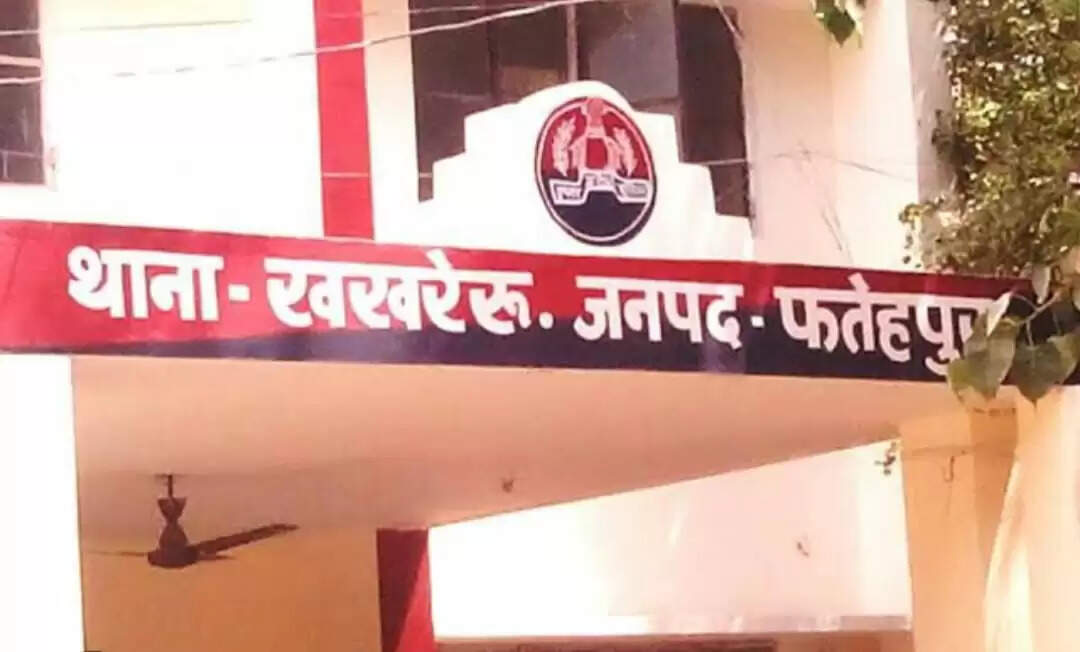 थाना - खखरेरू. जनपद - फतेहपुर